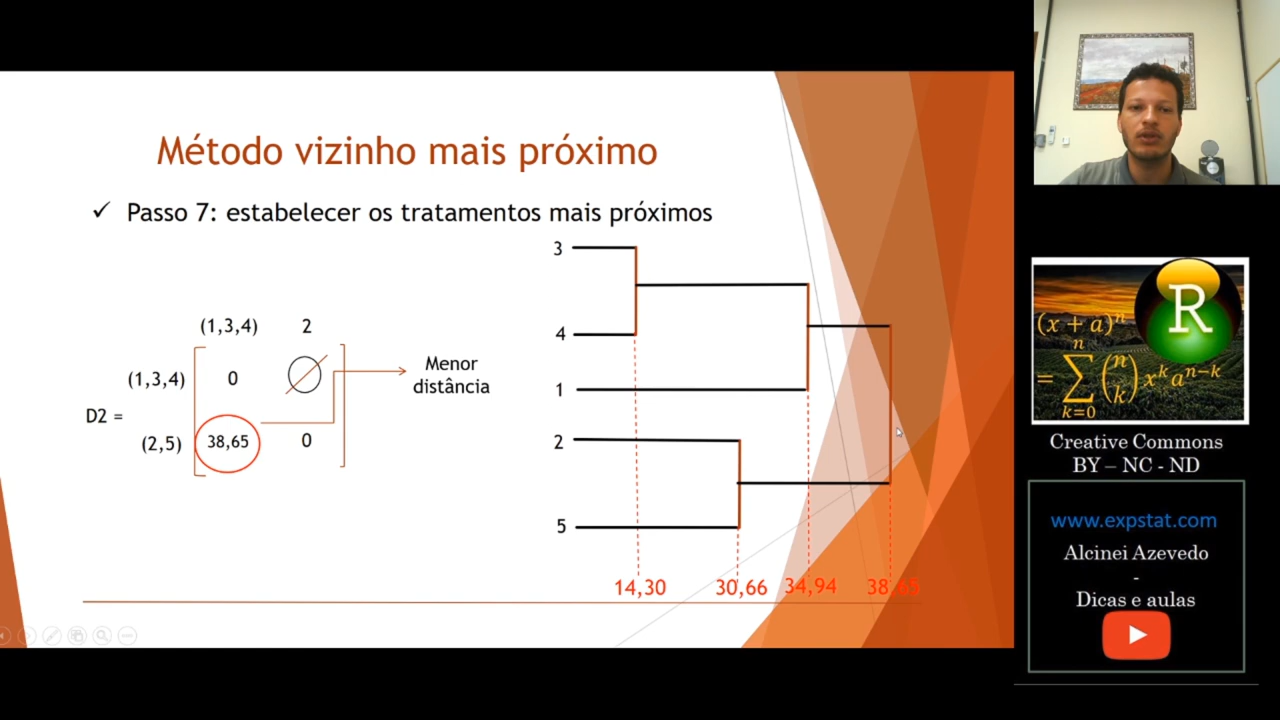 Método vizinho mais próximo
✓ Passo 7: estabelecer os tratamentos mais próximos
(1,3,4) 2
(1,3,4) 0
D2 =
(2,5) 38,65 0
Menor
distância
3
4
1
2
5
14,30 30,66 34,94 38,65
R
(x + a)^n
= ∑_{k=0}^{n} (n k) x^k a^{n−k}
Creative Commons
BY – NC - ND
www.expstat.com
Alcinei Azevedo
-
Dicas e aulas